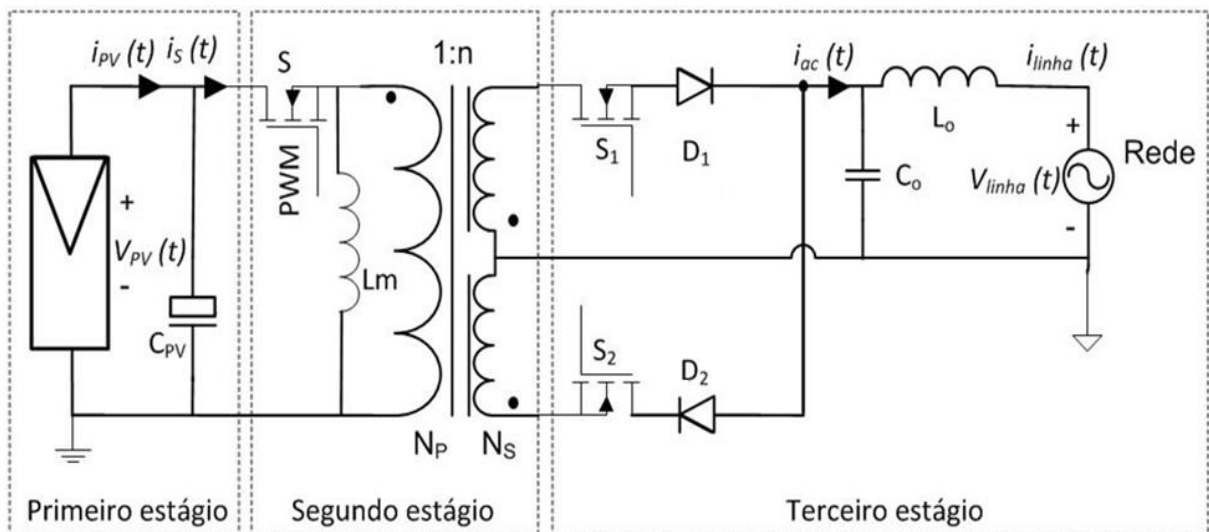 i_PV (t)
i_S (t)
S
1:n
i_ac (t)
i_linha(t)
S_1
D_1
L_o
+
Rede
PWM
C_o
V_linha (t)
+
V_PV (t)
-
-
Lm
C_PV
S_2
D_2
N_P
N_S
Primeiro estágio
Segundo estágio
Terceiro estágio